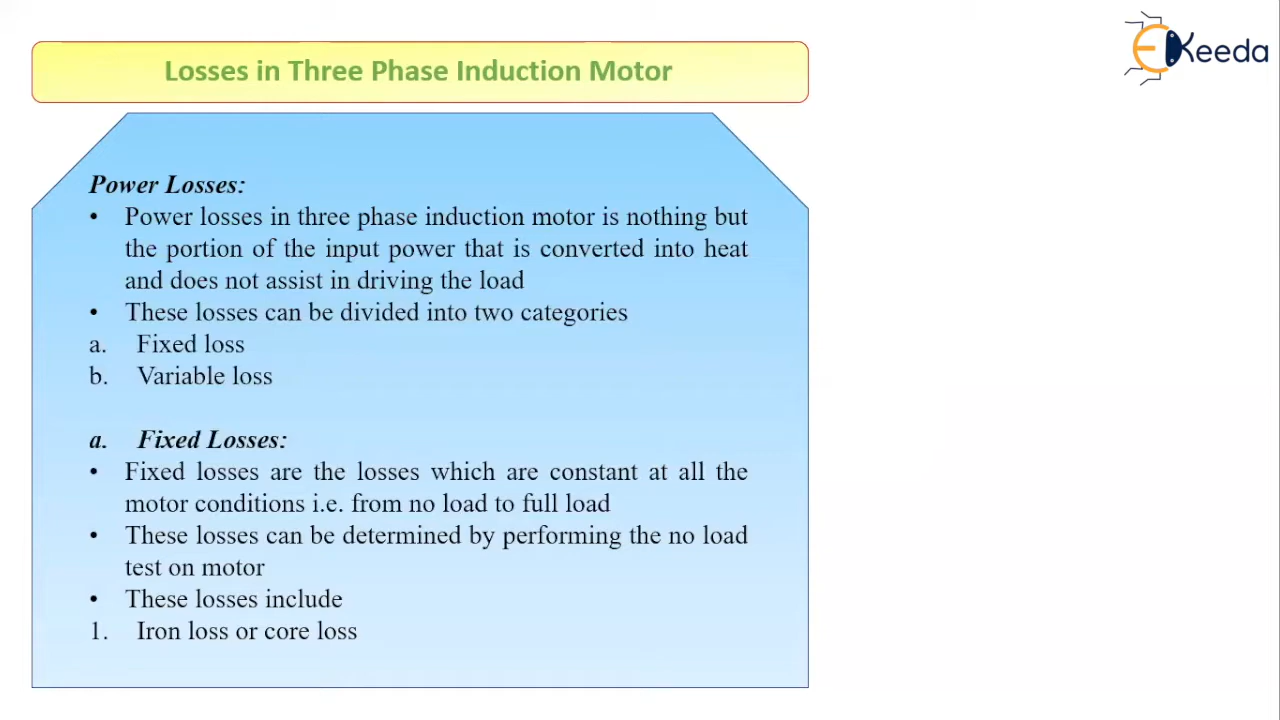 Losses in Three Phase Induction Motor
EKeeda
Power Losses:
• Power losses in three phase induction motor is nothing but
the portion of the input power that is converted into heat
and does not assist in driving the load
• These losses can be divided into two categories
a. Fixed loss
b. Variable loss
a. Fixed Losses:
• Fixed losses are the losses which are constant at all the
motor conditions i.e. from no load to full load
• These losses can be determined by performing the no load
test on motor
• These losses include
1. Iron loss or core loss